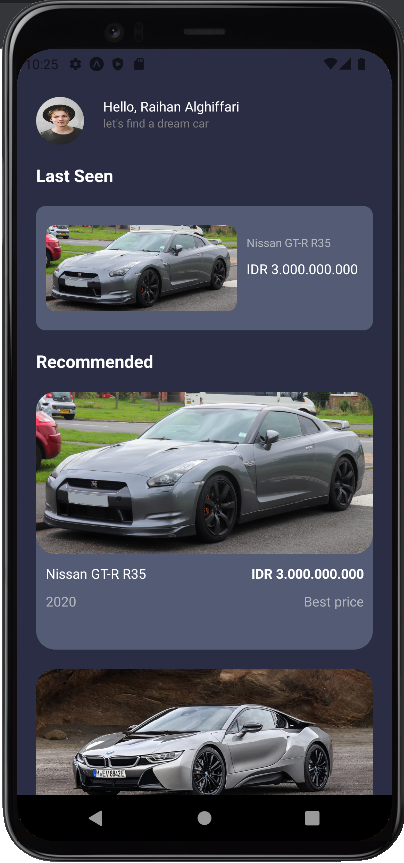 10:25
Hello, Raihan Alghiffari
let's find a dream car
Last Seen
Nissan GT-R R35
IDR 3.000.000.000
Recommended
Nissan GT-R R35
IDR 3.000.000.000
2020
Best price